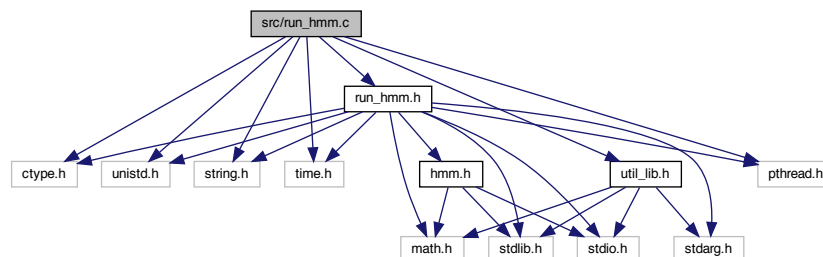 src/run_hmm.c
run_hmm.h
ctype.h
unistd.h
string.h
time.h
hmm.h
util_lib.h
pthread.h
math.h
stdlib.h
stdio.h
stdarg.h